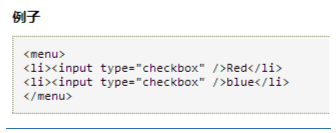 例子
<menu>
<li><input type="checkbox" />Red</li>
<li><input type="checkbox" />blue</li>
</menu>